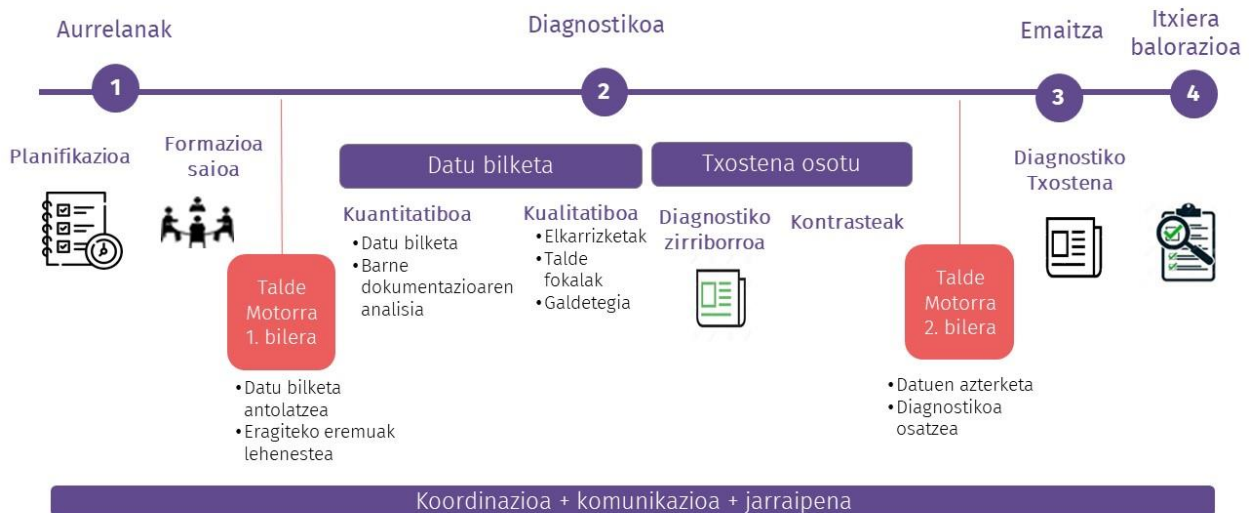 Aurrelanak
Diagnostikoa
Emaitza
Itxiera
balorazioa
1
2
3
4
Planifikazioa
Formazioa
saioa
Talde
Motorra
1. bilera
•Datu bilketa
antolatzea
•Eragiteko eremuak
lehenestea
Datu bilketa
Kuantitatiboa
•Datu bilketa
•Barne
dokumentazioaren
analisia
Kualitatiboa
•Elkarrizketak
•Talde
fokalak
•Galdetegia
Txostena osotu
Diagnostiko
zirriborroa
Kontrasteak
Talde
Motorra
2. bilera
•Datuen azterketa
•Diagnostikoa
osatzea
Diagnostiko
Txostena
Koordinazioa + komunikazioa + jarraipena